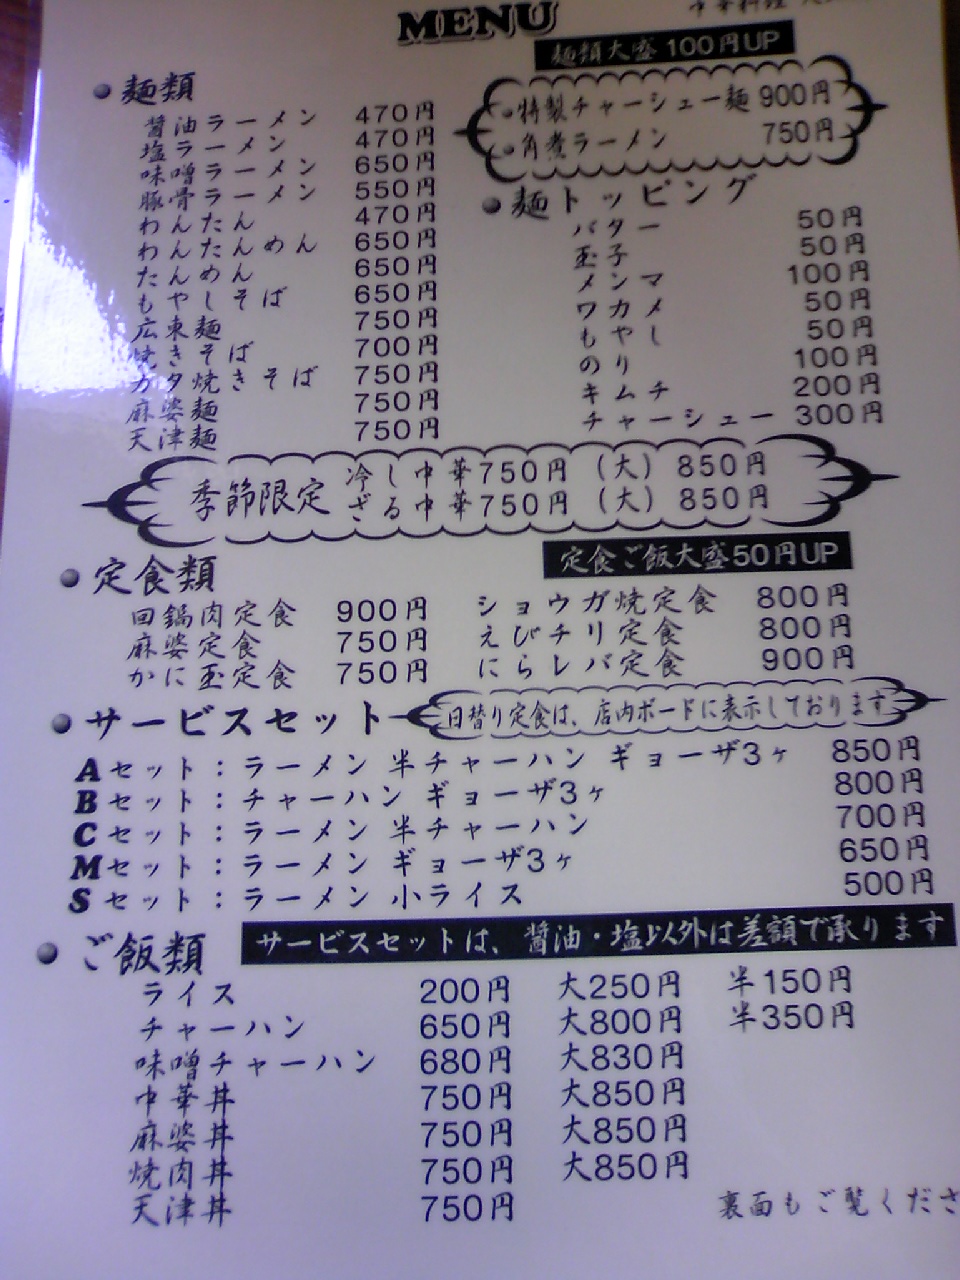 MENU
中華料理
麺類大盛 100円UP
●麺類
醤油ラーメン 470円
塩ラーメン 470円
味噌ラーメン 650円
豚骨ラーメン 550円
わんたん 470円
わんたんめん 650円
たんめん 650円
もやしそば 650円
広東麺 750円
焼きそば 700円
カタ焼きそば 750円
麻婆麺 750円
天津麺 750円
●特製チャーシュー麺 900円
●角煮ラーメン 750円
●麺トッピング
バター 50円
玉子 50円
メンマ 100円
ワカメ 50円
もやし 50円
のり 100円
キムチ 200円
チャーシュー 300円
季節限定
冷し中華750円 (大) 850円
ざる中華750円 (大) 850円
●定食類
定食ご飯大盛50円UP
回鍋肉定食 900円
麻婆定食 750円
かに玉定食 750円
ショウガ焼定食 800円
えびチリ定食 800円
にらレバ定食 900円
●サービスセット
日替り定食は、店内ボードに表示しております
Aセット：ラーメン 半チャーハン ギョーザ3ヶ 850円
Bセット：チャーハン ギョーザ3ヶ 800円
Cセット：ラーメン 半チャーハン 700円
Mセット：ラーメン ギョーザ3ヶ 650円
Sセット：ラーメン 小ライス 500円
サービスセットは、醤油・塩以外は差額で承ります
●ご飯類
ライス 200円 大250円 半150円
チャーハン 650円 大800円 半350円
味噌チャーハン 680円 大830円
中華丼 750円 大850円
麻婆丼 750円 大850円
焼肉丼 750円 大850円
天津丼 750円
裏面もご覧くださ